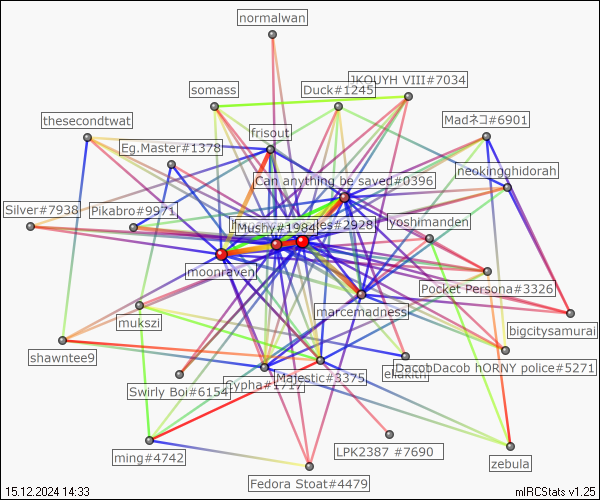 normalwan
JKOUYH VIII#7034
somass
Duck#1245
thesecondtwat
Madネコ#6901
frisout
Eg.Master#1378
neokingghidorah
Can anything be saved#0396
Silver#7938
Pikabro#9971
yoshimanden
es#2928
Mushy#1984
moonraven
Pocket Persona#3326
marcemadness
mukszi
bigcitysamurai
shawntee9
DacobDacob hORNY police#5271
Majestic#3375
Swirly Boi#6154
LPK2387 #7690
ming#4742
zebula
Fedora Stoat#4479
15.12.2024 14:33
mIRCStats v1.25